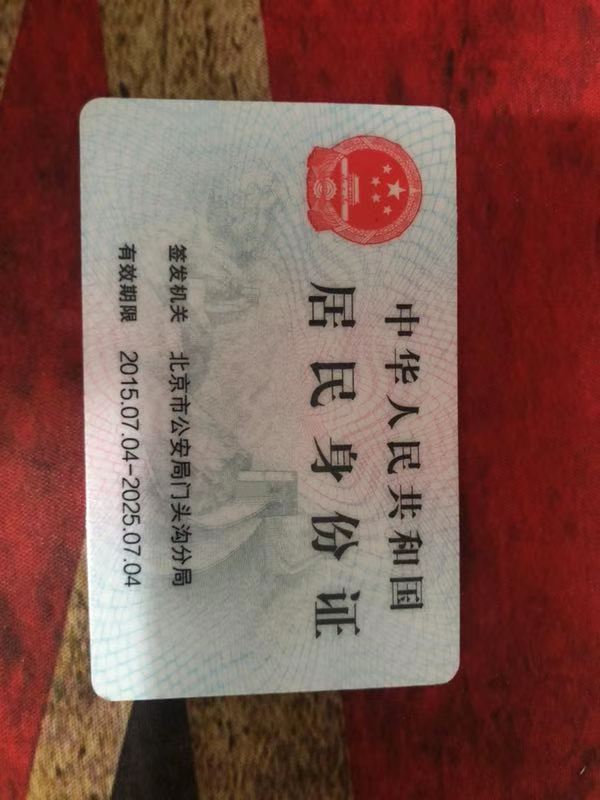 中华人民共和国
居民身份证
签发机关 北京市公安局门头沟分局
有效期限 2015.07.04-2025.07.04